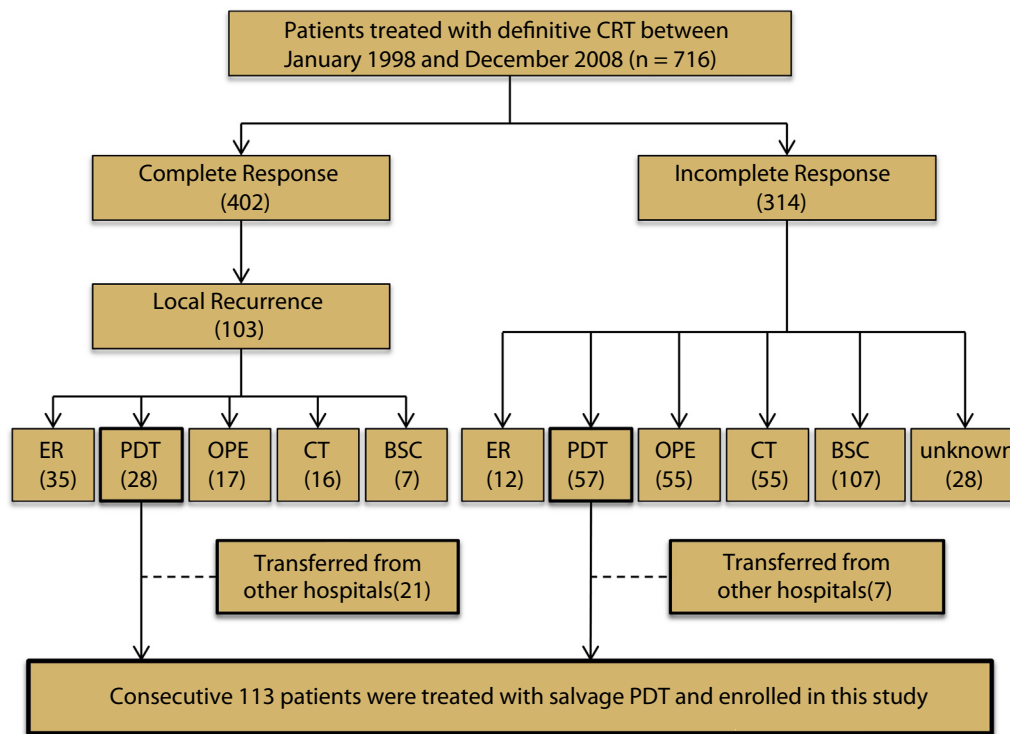 Patients treated with definitive CRT between
January 1998 and December 2008 (n = 716)
Complete Response
(402)
Incomplete Response
(314)
Local Recurrence
(103)
ER
(35)
PDT
(28)
OPE
(17)
CT
(16)
BSC
(7)
ER
(12)
PDT
(57)
OPE
(55)
CT
(55)
BSC
(107)
unknown
(28)
Transferred from
other hospitals(21)
Transferred from
other hospitals(7)
Consecutive 113 patients were treated with salvage PDT and enrolled in this study